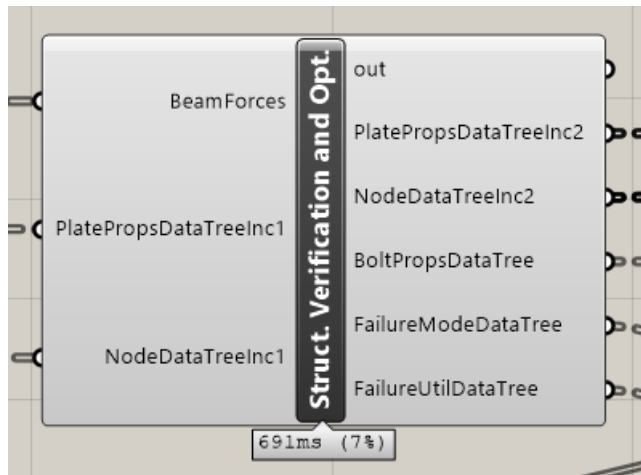 BeamForces
PlatePropsDataTreeInc1
NodeDataTreeInc1
Struct. Verification and Opt.
out
PlatePropsDataTreeInc2
NodeDataTreeInc2
BoltPropsDataTree
FailureModeDataTree
FailureUtilDataTree
691ms (7%)